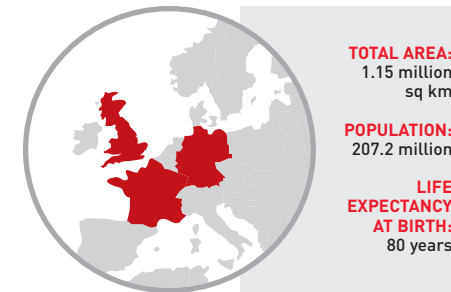 TOTAL AREA:
1.15 million
sq km
POPULATION:
207.2 million
LIFE
EXPECTANCY
AT BIRTH:
80 years